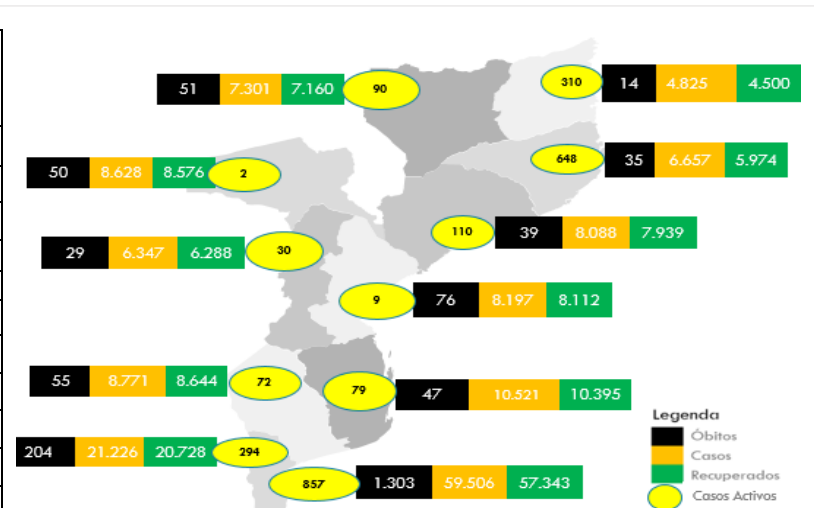 310 14 4.825 4.500
51 7.301 7.160 90
648 35 6.657 5.974
50 8.628 8.576 2
110 39 8.088 7.939
29 6.347 6.288 30
9 76 8.197 8.112
55 8.771 8.644 72
79 47 10.521 10.395
Legenda
Óbitos
Casos
Recuperados
Casos Activos
204 21.226 20.728 294
857 1.303 59.506 57.343